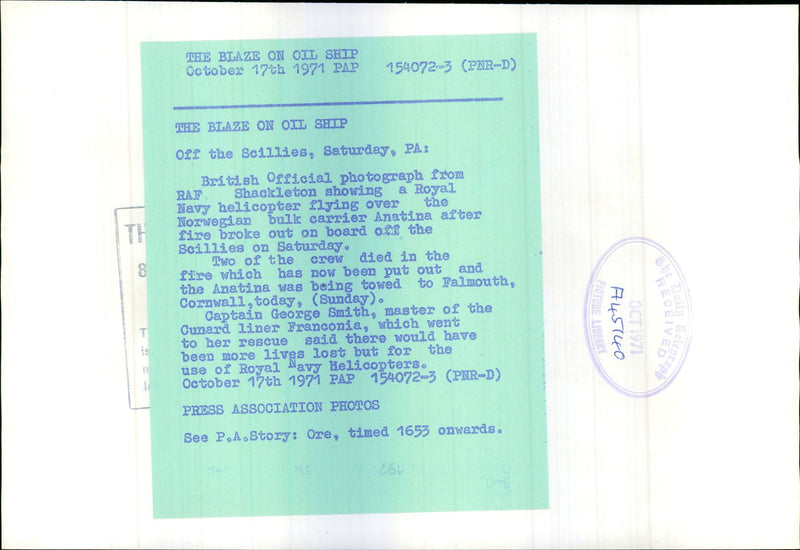 THE BLAZE ON OIL SHIP
October 17th 1971 PAP 154072-3 (PNR-D)
THE BLAZE ON OIL SHIP
Off the Scillies, Saturday, PA:
British Official photograph from
RAF Shackleton showing a Royal
Navy helicopter flying over the
Norwegian bulk carrier Anatina after
fire broke out on board off the
Scillies on Saturday.
Two of the crew died in the
fire which has now been put out and
the Anatina was being towed to Falmouth,
Cornwall,today, (Sunday).
Captain George Smith, master of the
Cunard liner Franconia, which went
to her rescue said there would have
been more lives lost but for the
use of Royal Navy Helicopters.
October 17th 1971 PAP 154072-3 (PNR-D)
PRESS ASSOCIATION PHOTOS
See P.A.Story: Ore, timed 1653 onwards.
The Daily Telegraph
RECEIVED
OCT 1971
A45140
PICTURE LIBRARY